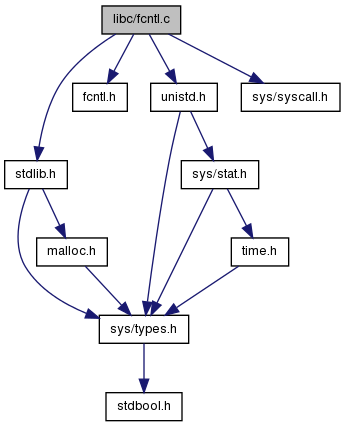 libc/fcntl.c
fcntl.h
unistd.h
sys/syscall.h
stdlib.h
sys/stat.h
malloc.h
time.h
sys/types.h
stdbool.h